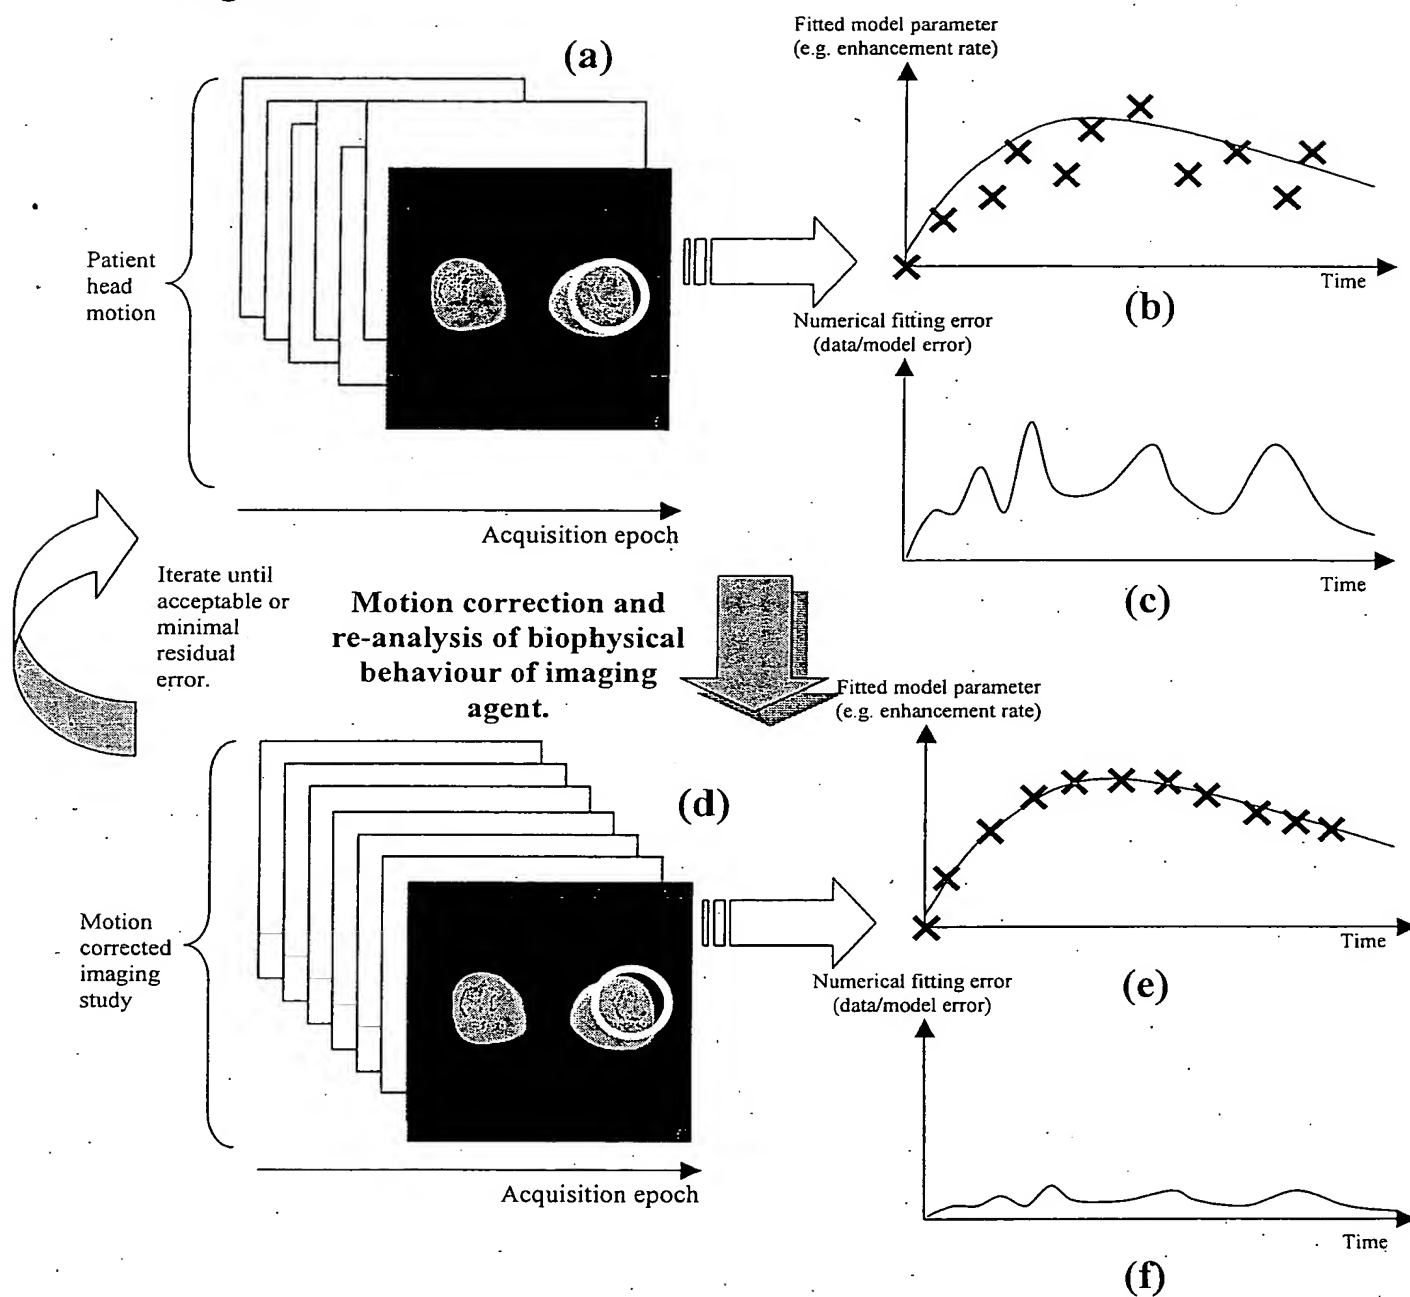 (a)
Fitted model parameter
(e.g. enhancement rate)
Patient
head
motion
Time
(b)
Numerical fitting error
(data/model error)
Acquisition epoch
Time
(c)
Iterate until
acceptable or
minimal
residual
error.
Motion correction and
re-analysis of biophysical
behaviour of imaging
agent.
Fitted model parameter
(e.g. enhancement rate)
(d)
Motion
corrected
imaging
study
Time
(e)
Numerical fitting error
(data/model error)
Acquisition epoch
Time
(f)